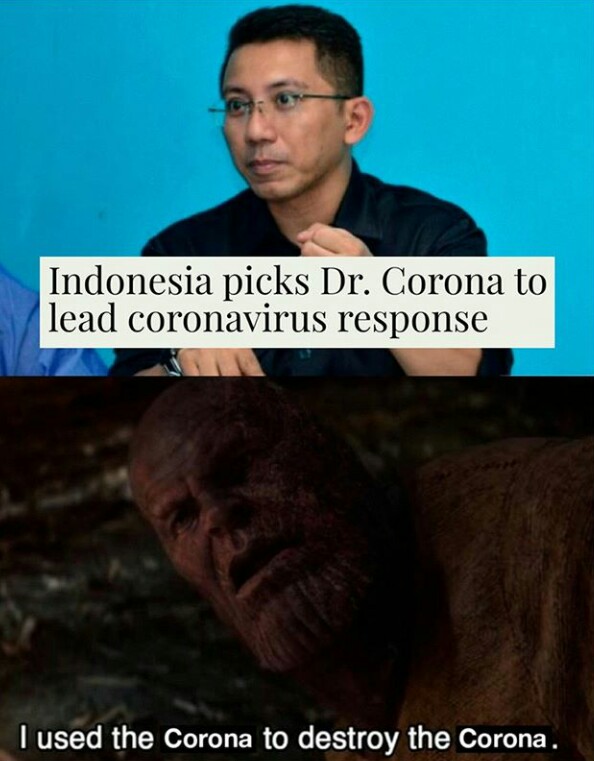 Indonesia picks Dr. Corona to
lead coronavirus response
I used the Corona to destroy the Corona.